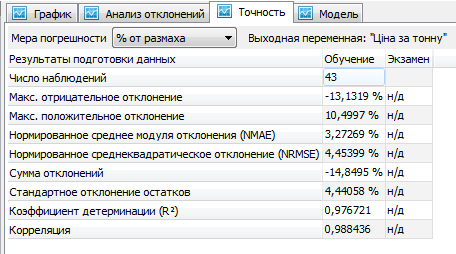 График Анализ отклонений Точность Модель
Мера погрешности % от размаха Выходная переменная: "Ціна за тонну"
Результаты подготовки данных Обучение Экзамен
Число наблюдений 43
Макс. отрицательное отклонение -13,1319 % н/д
Макс. положительное отклонение 10,4997 % н/д
Нормированное среднее модуля отклонения (NMAE) 3,27269 % н/д
Нормированное среднеквадратическое отклонение (NRMSE) 4,45399 % н/д
Сумма отклонений -14,8495 % н/д
Стандартное отклонение остатков 4,44058 % н/д
Коэффициент детерминации (R²) 0,976721 н/д
Корреляция 0,988436 н/д